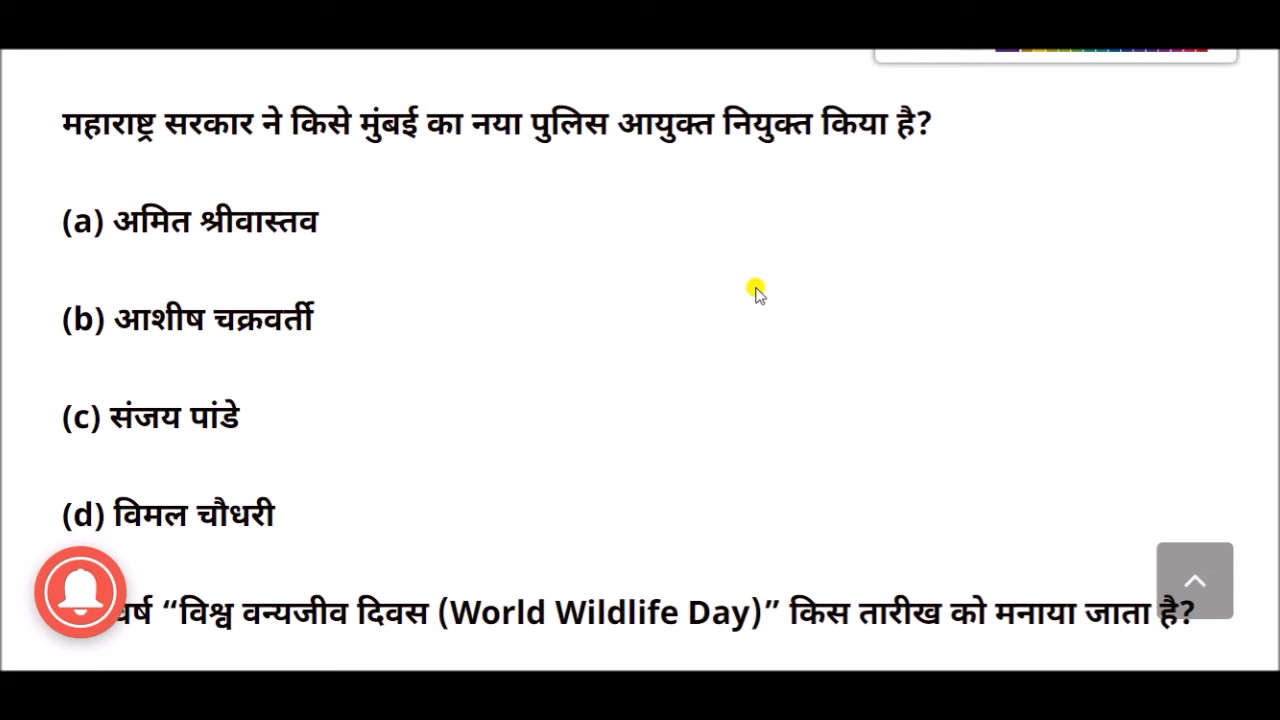 महाराष्ट्र सरकार ने किसे मुंबई का नया पुलिस आयुक्त नियुक्त किया है?
(a) अमित श्रीवास्तव
(b) आशीष चक्रवर्ती
(c) संजय पांडे
(d) विमल चौधरी
वर्ष “विश्व वन्यजीव दिवस (World Wildlife Day)” किस तारीख को मनाया जाता है?